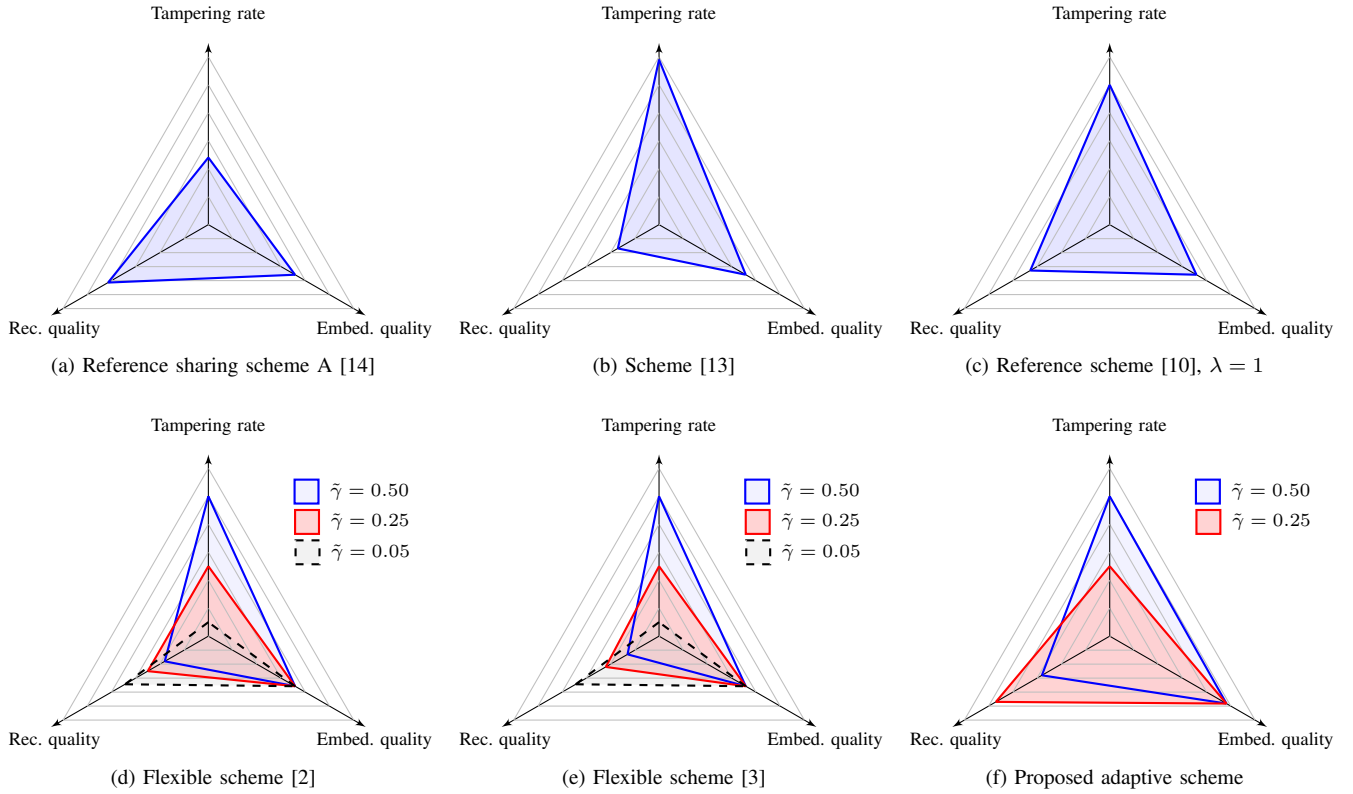 Tampering rate
Tampering rate
Tampering rate
Rec. quality
Embed. quality
Rec. quality
Embed. quality
Rec. quality
Embed. quality
(a) Reference sharing scheme A [14]
(b) Scheme [13]
(c) Reference scheme [10], λ = 1
Tampering rate
Tampering rate
Tampering rate
γ̃ = 0.50
γ̃ = 0.25
γ̃ = 0.05
γ̃ = 0.50
γ̃ = 0.25
γ̃ = 0.05
γ̃ = 0.50
γ̃ = 0.25
Rec. quality
Embed. quality
Rec. quality
Embed. quality
Rec. quality
Embed. quality
(d) Flexible scheme [2]
(e) Flexible scheme [3]
(f) Proposed adaptive scheme